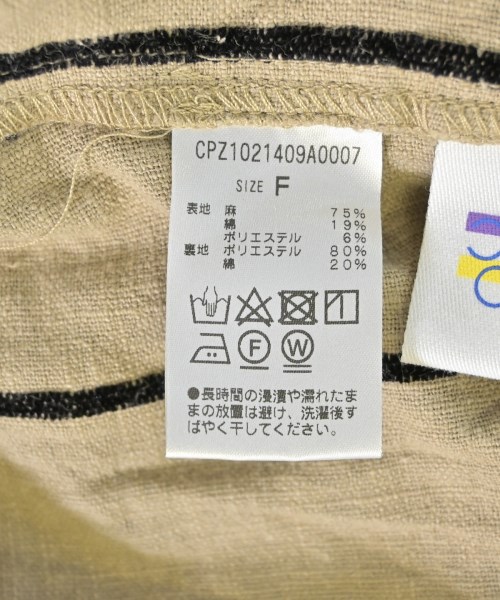 CPZ1021409A0007
SIZE F
表地 麻 75%
綿 19%
ポリエステル 6%
裏地 ポリエステル 80%
綿 20%
F W
●長時間の浸漬や濡れたま
まの放置は避け、洗濯後す
ばやく干してください。